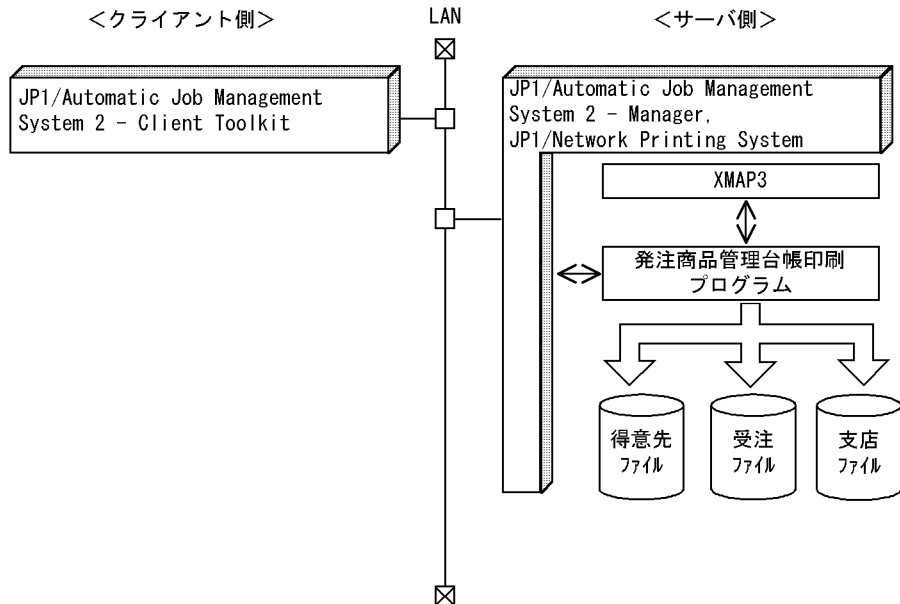 <クライアント側>
LAN
<サーバ側>
JP1/Automatic Job Management
System 2 - Client Toolkit
JP1/Automatic Job Management
System 2 - Manager,
JP1/Network Printing System
XMAP3
発注商品管理台帳印刷
プログラム
得意先
ファイル
受注
ファイル
支店
ファイル